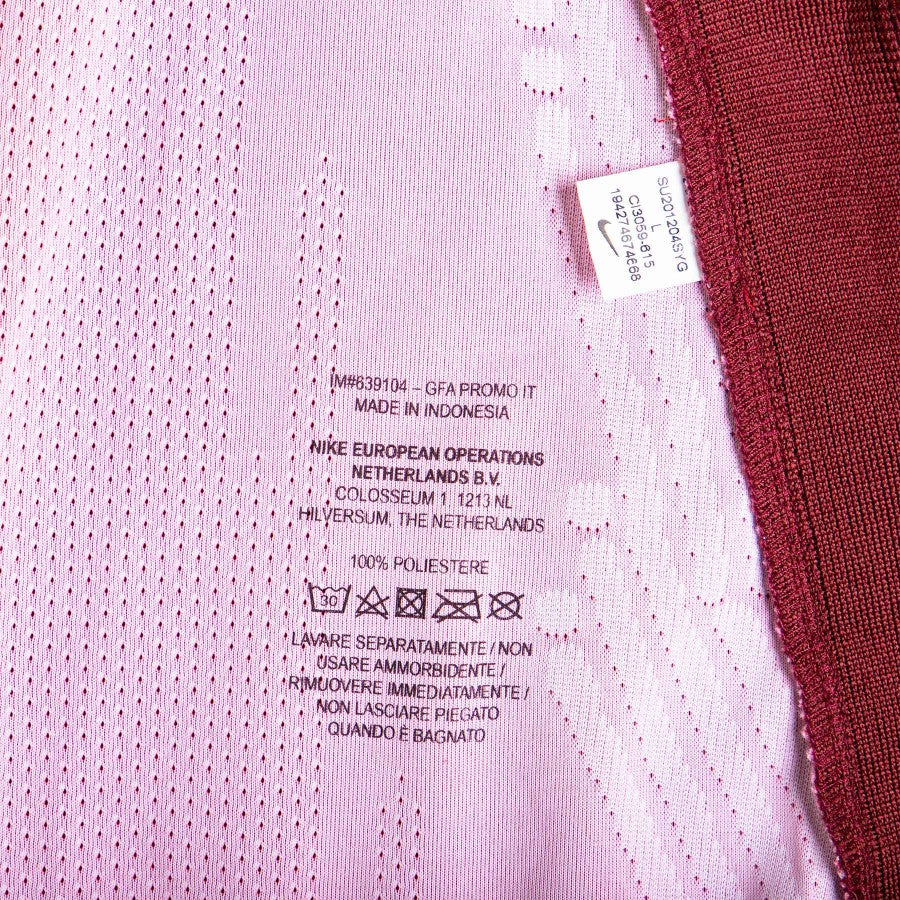 SU201204SYG
L
CI3059-615
194274674668
IM#639104 – GFA PROMO IT
MADE IN INDONESIA
NIKE EUROPEAN OPERATIONS
NETHERLANDS B.V.
COLOSSEUM 1 1213 NL
HILVERSUM, THE NETHERLANDS
100% POLIESTERE
30
LAVARE SEPARATAMENTE / NON
USARE AMMORBIDENTE /
RIMUOVERE IMMEDIATAMENTE /
NON LASCIARE PIEGATO
QUANDO È BAGNATO